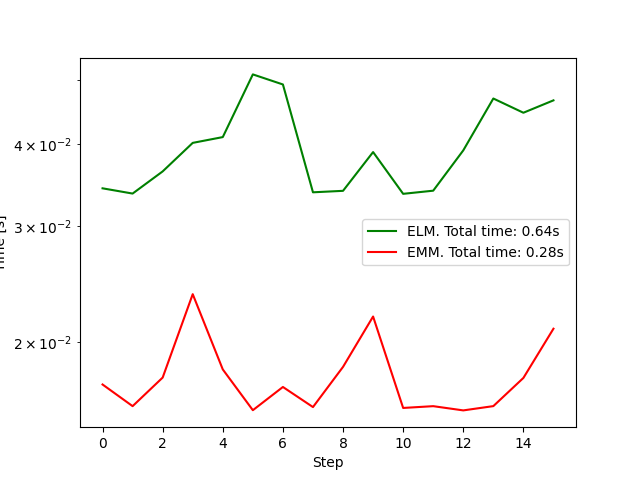 4 × 10⁻²
3 × 10⁻²
2 × 10⁻²
Time [s]
ELM. Total time: 0.64s
EMM. Total time: 0.28s
0 2 4 6 8 10 12 14
Step